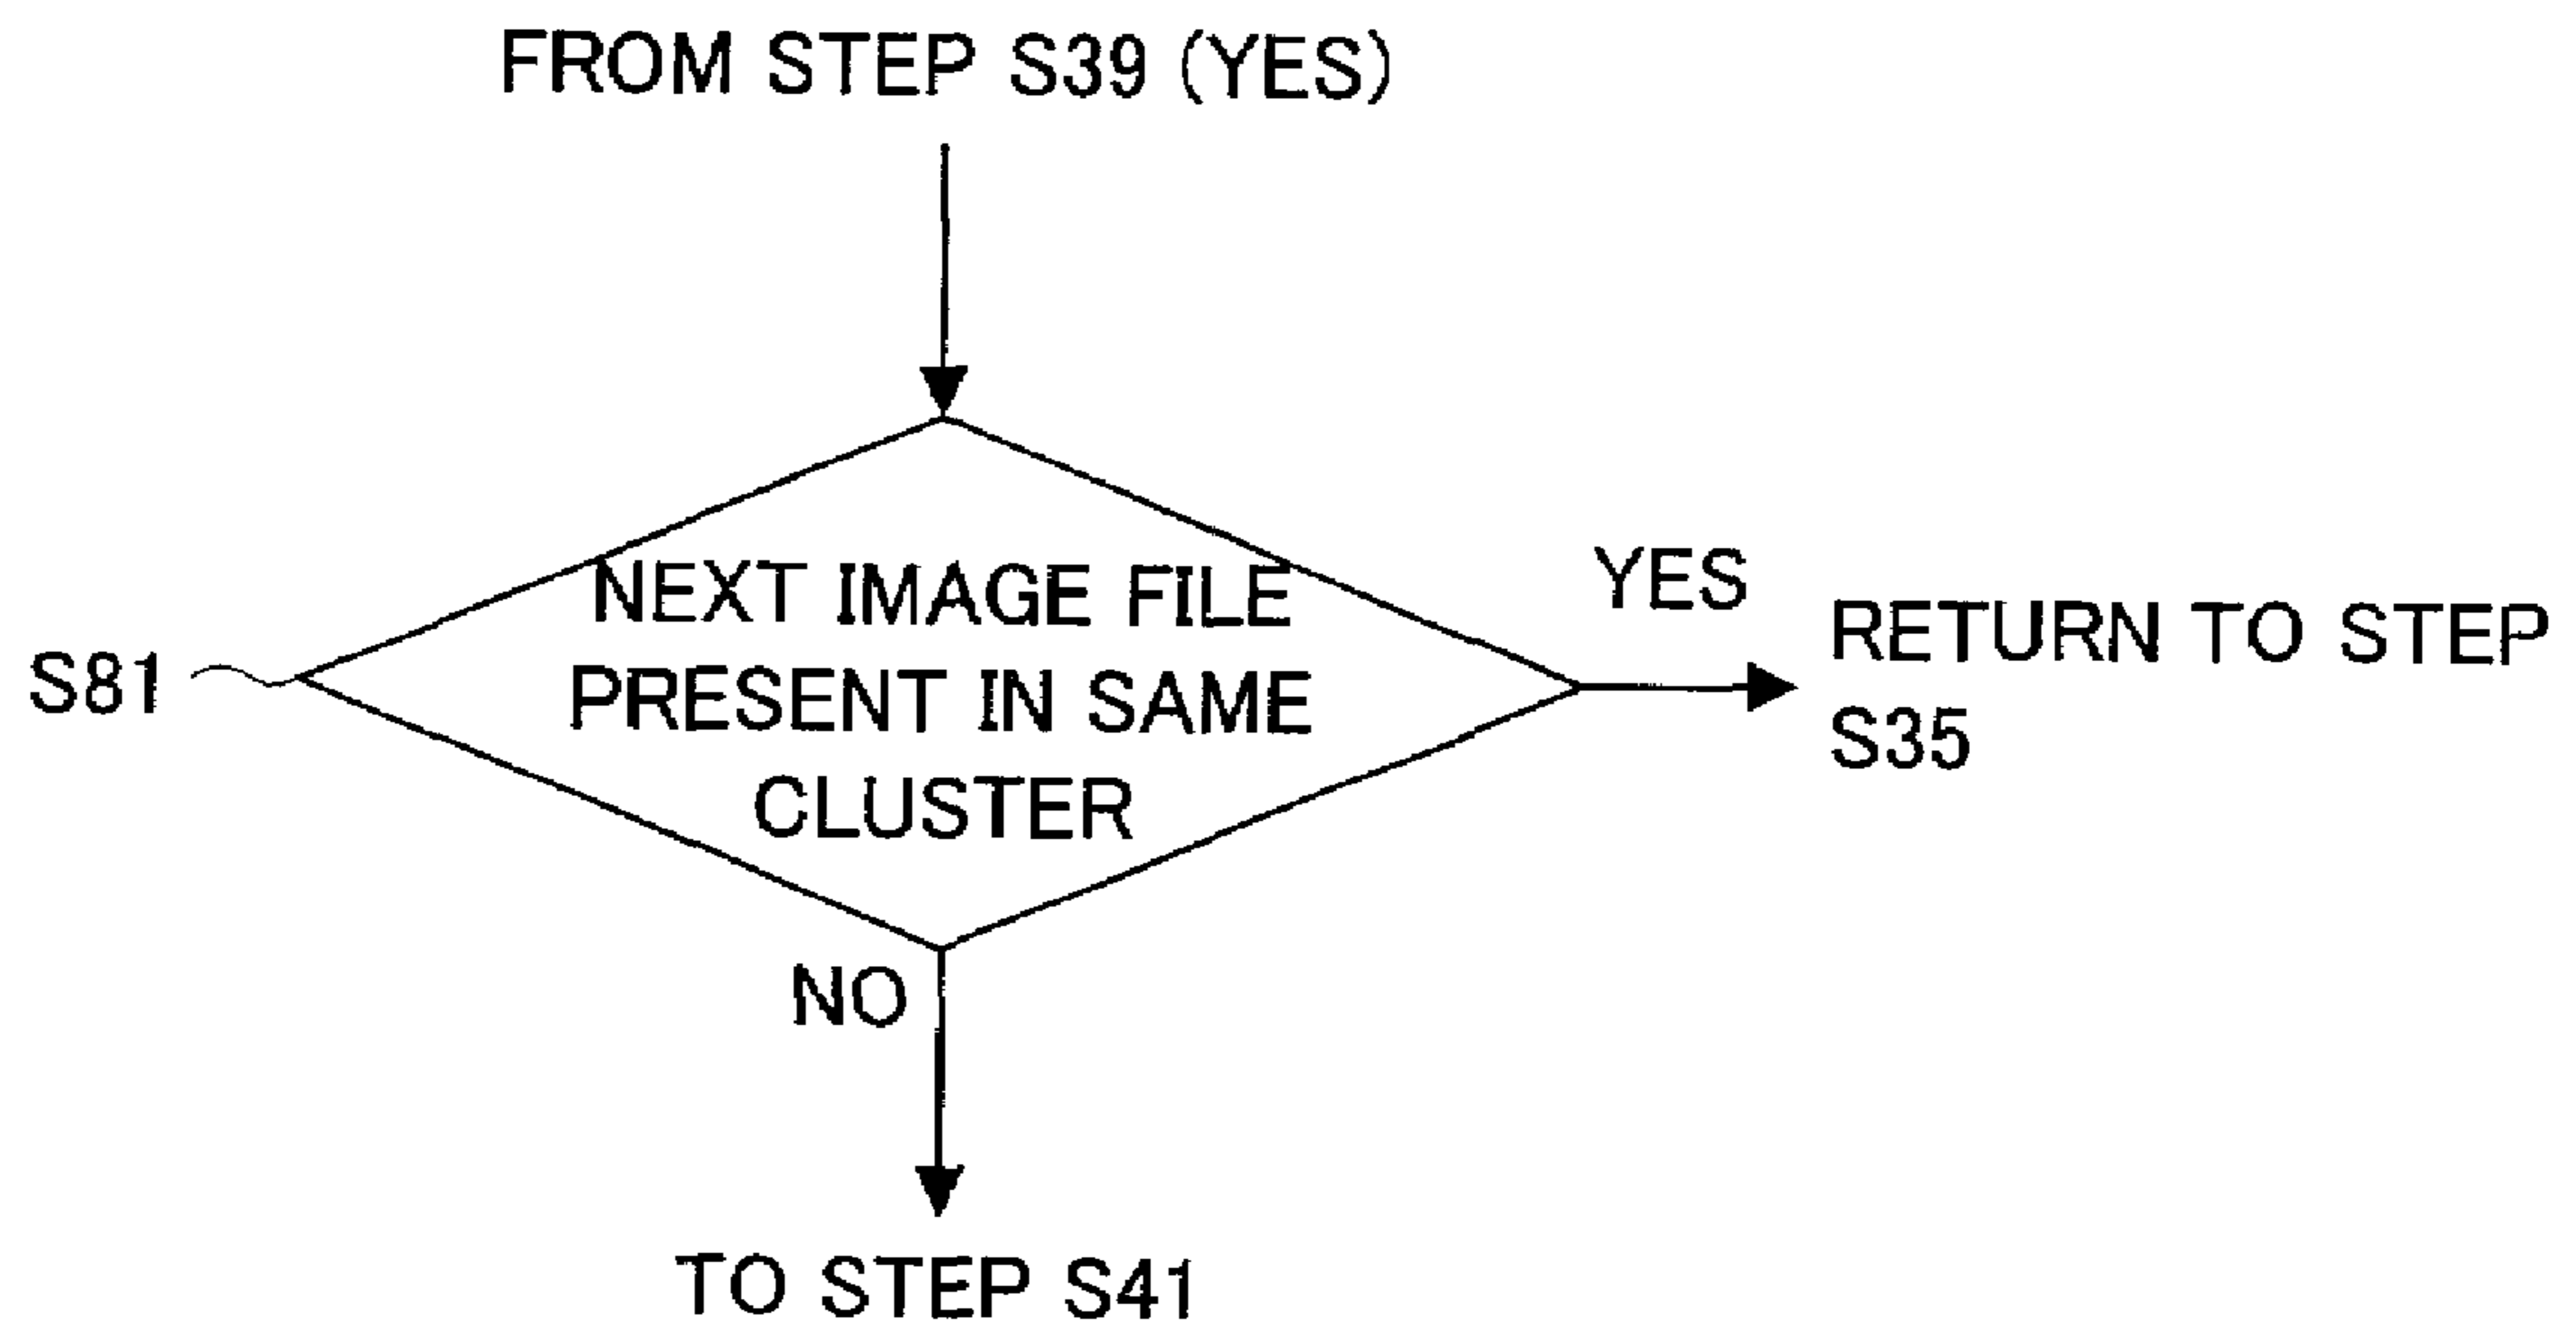 FROM STEP S39 (YES)
NEXT IMAGE FILE
PRESENT IN SAME
CLUSTER
S81
YES
RETURN TO STEP
S35
NO
TO STEP S41